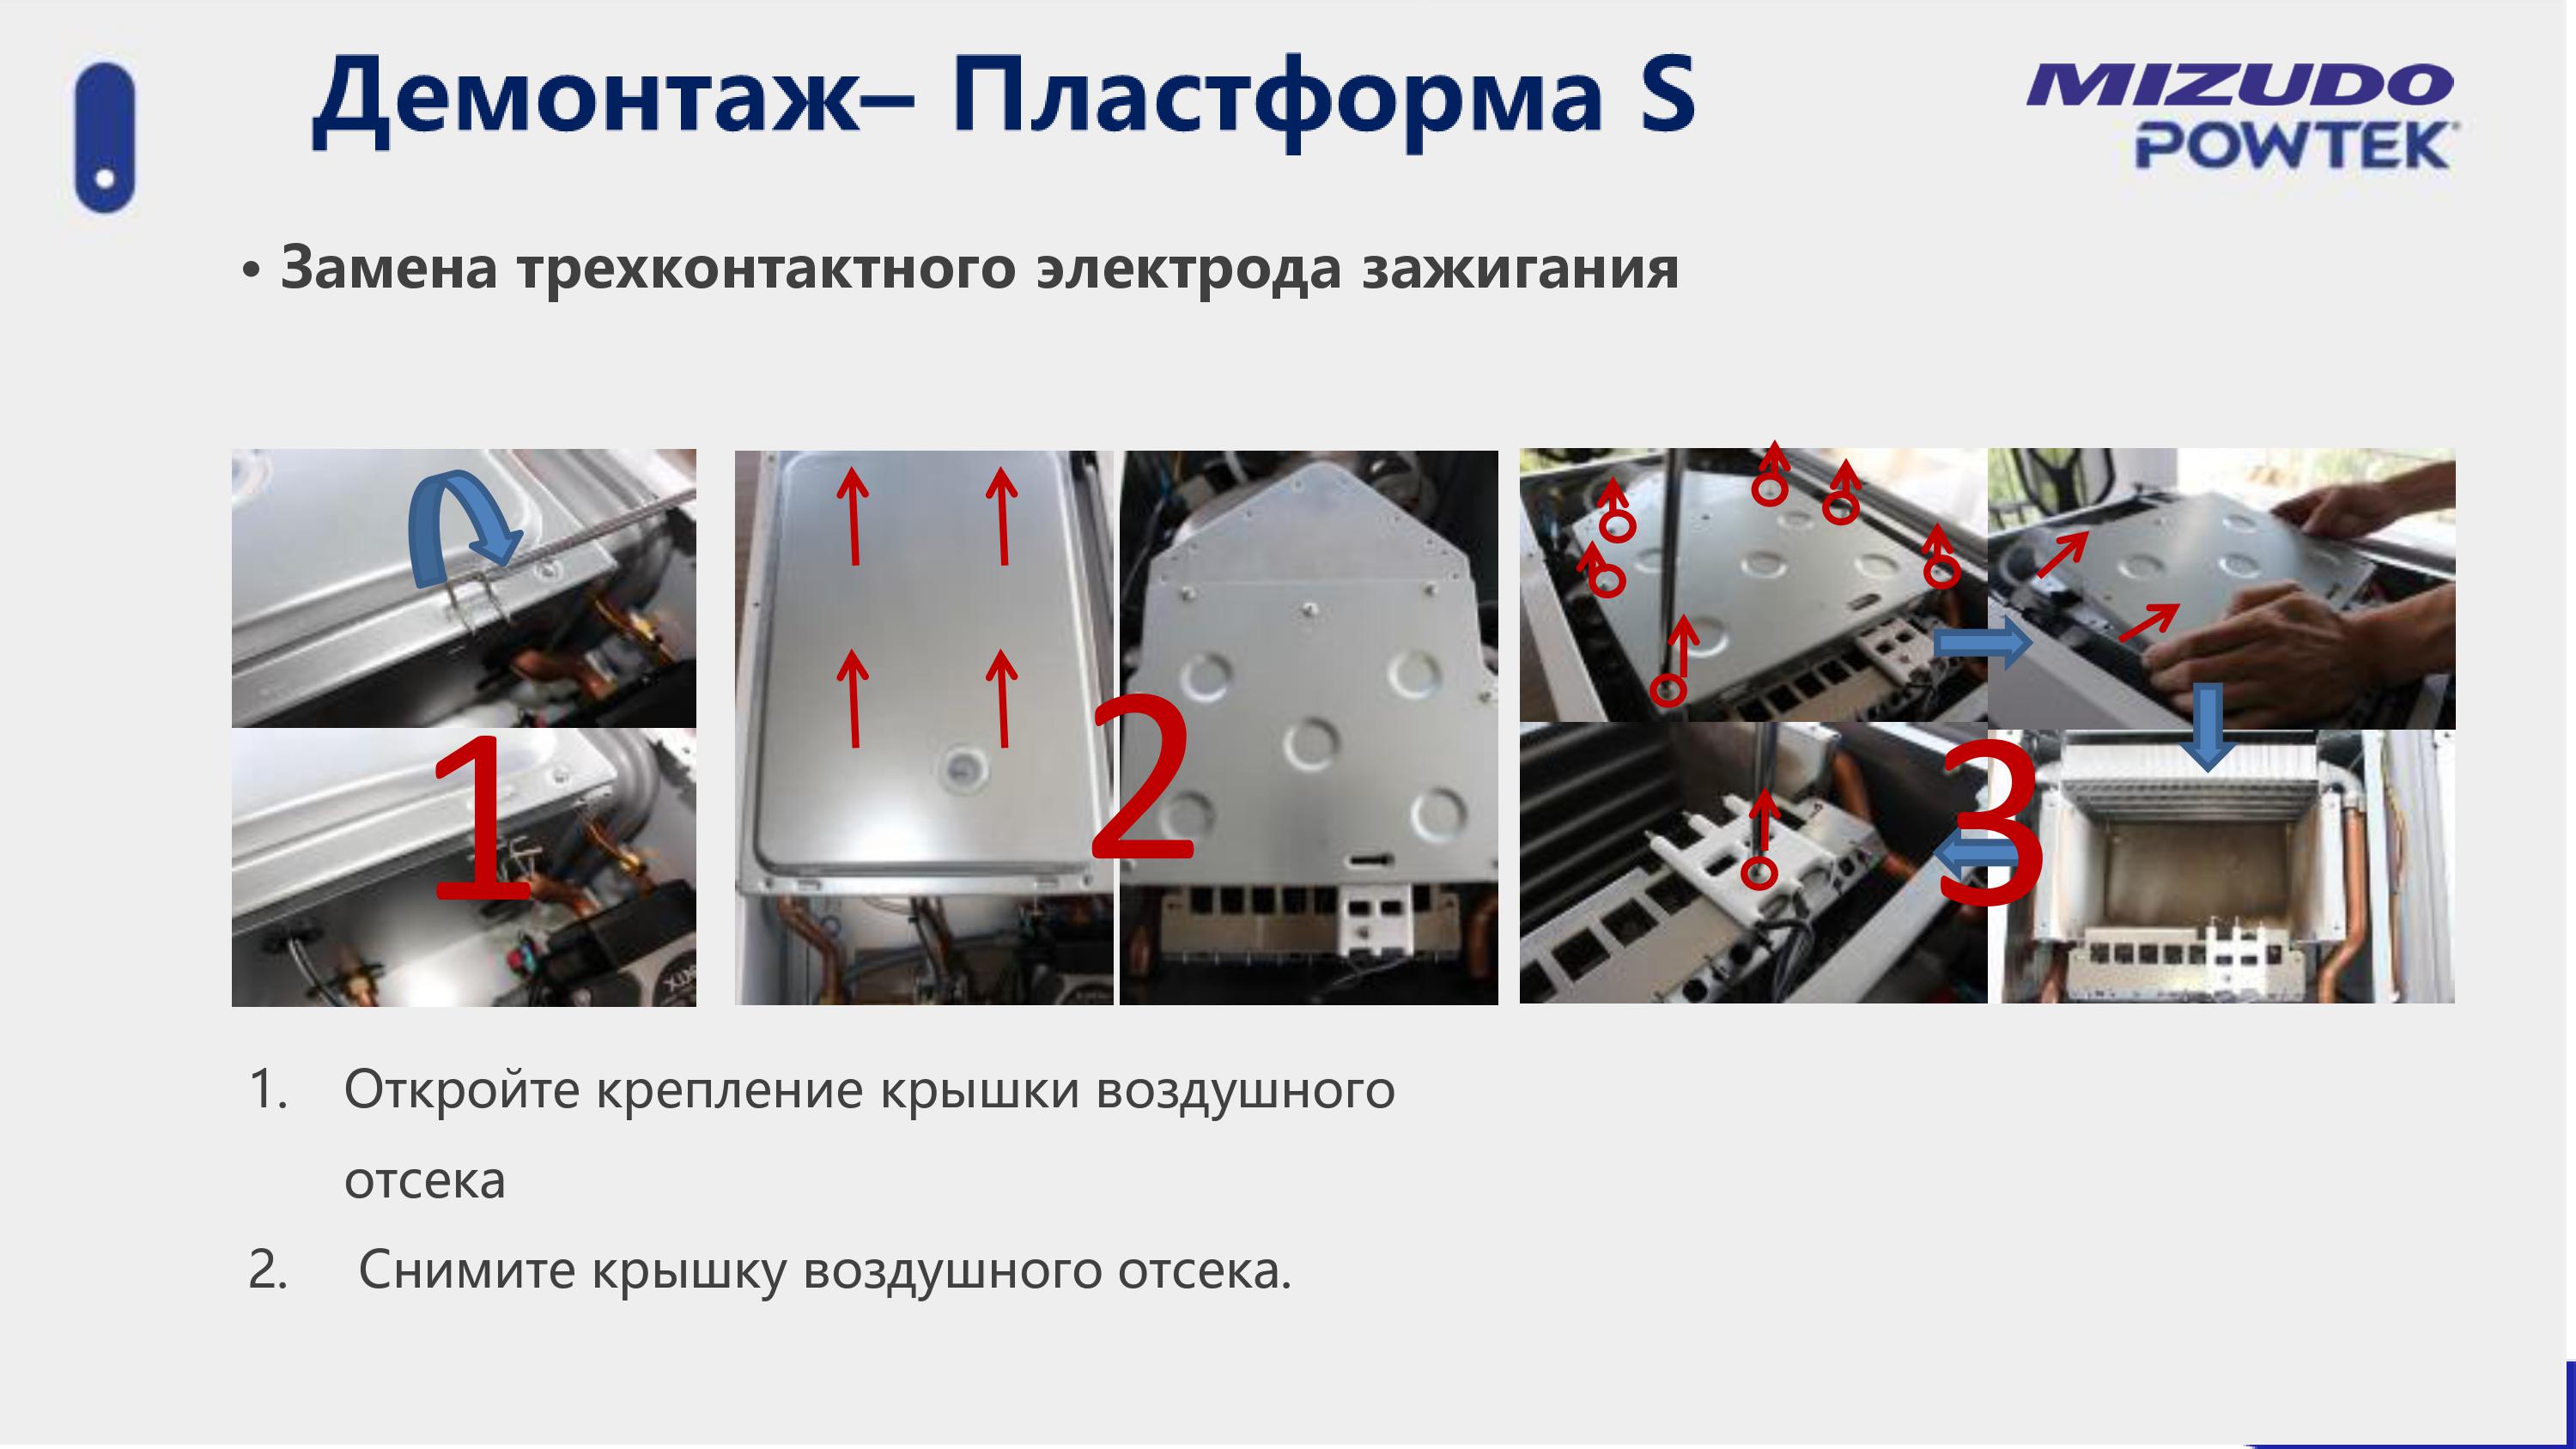 Демонтаж– Пластформа S
MIZUDO
POWTEK
• Замена трехконтактного электрода зажигания
1
2
3
1. Откройте крепление крышки воздушного
отсека
2. Снимите крышку воздушного отсека.